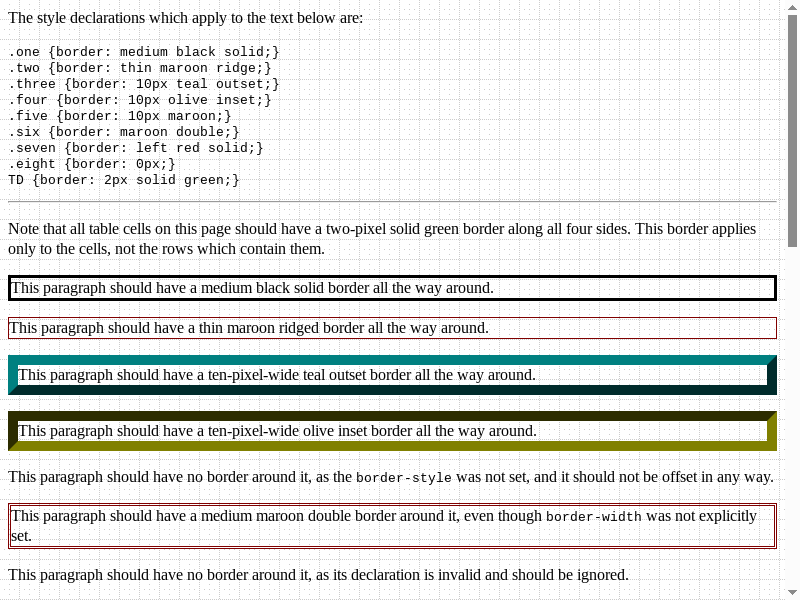 The style declarations which apply to the text below are:
.one {border: medium black solid;}
.two {border: thin maroon ridge;}
.three {border: 10px teal outset;}
.four {border: 10px olive inset;}
.five {border: 10px maroon;}
.six {border: maroon double;}
.seven {border: left red solid;}
.eight {border: 0px;}
TD {border: 2px solid green;}
Note that all table cells on this page should have a two-pixel solid green border along all four sides. This border applies
only to the cells, not the rows which contain them.
This paragraph should have a medium black solid border all the way around.
This paragraph should have a thin maroon ridged border all the way around.
This paragraph should have a ten-pixel-wide teal outset border all the way around.
This paragraph should have a ten-pixel-wide olive inset border all the way around.
This paragraph should have no border around it, as the border-style was not set, and it should not be offset in any way.
This paragraph should have a medium maroon double border around it, even though border-width was not explicitly
set.
This paragraph should have no border around it, as its declaration is invalid and should be ignored.